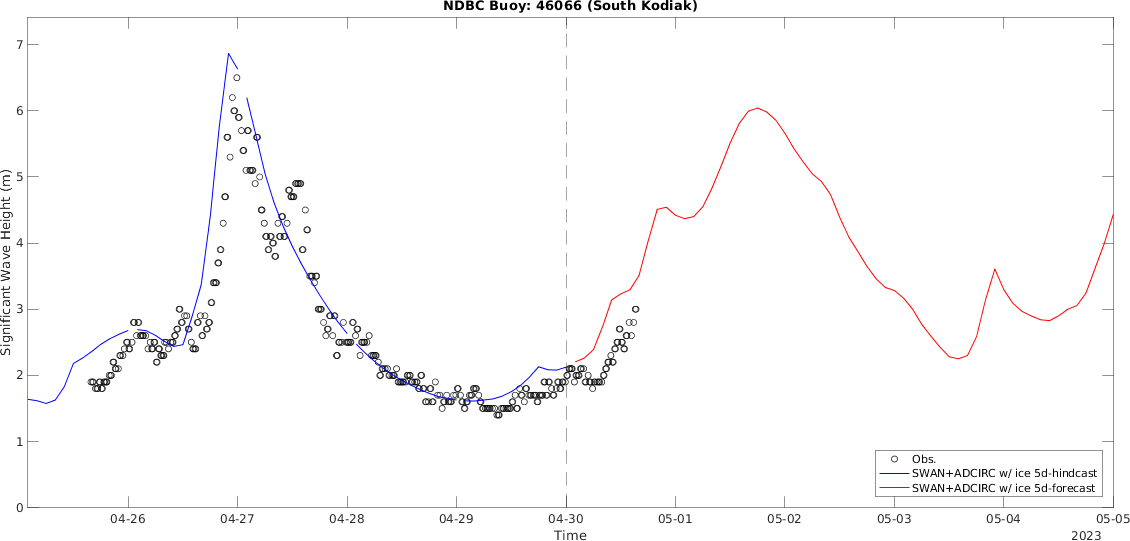 NDBC Buoy: 46066 (South Kodiak)
Significant Wave Height (m)
7
6
5
4
3
2
1
0
Obs.
SWAN+ADCIRC w/ ice 5d-hindcast
SWAN+ADCIRC w/ ice 5d-forecast
04-26 04-27 04-28 04-29 04-30 05-01 05-02 05-03 05-04 05-05
Time
2023